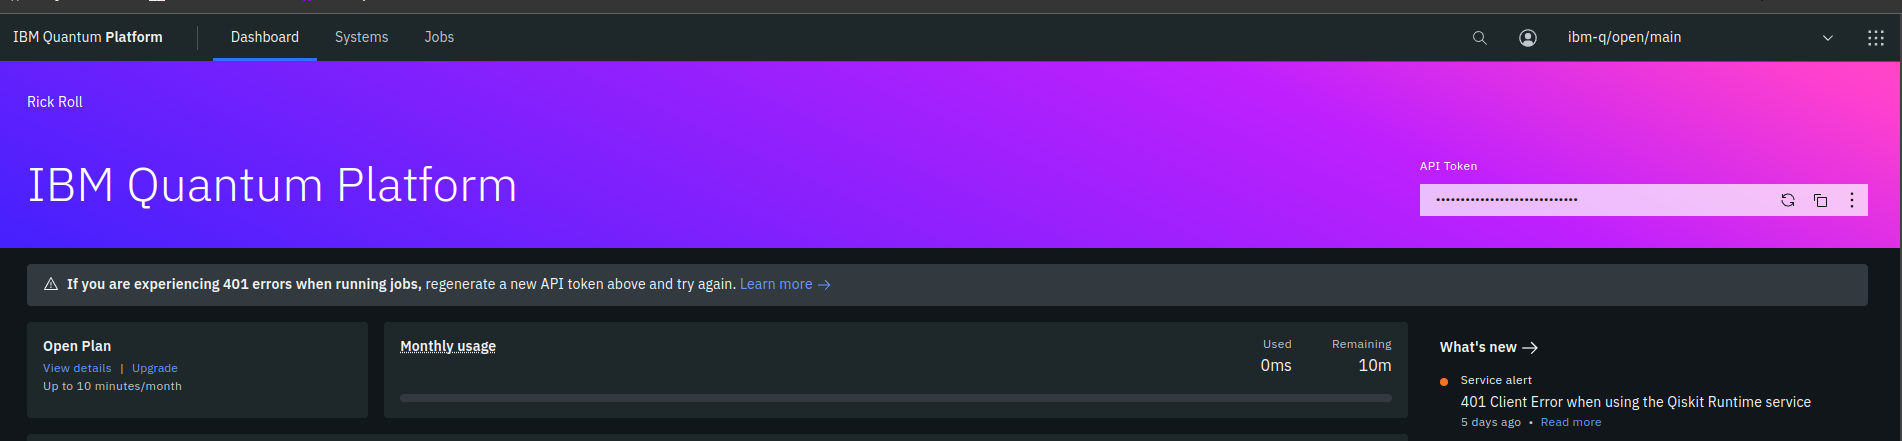 IBM Quantum Platform
Dashboard
Systems
Jobs
ibm-q/open/main
Rick Roll
IBM Quantum Platform
API Token
•••••••••••••••••••••••••••••
If you are experiencing 401 errors when running jobs, regenerate a new API token above and try again. Learn more →
Open Plan
View details | Upgrade
Up to 10 minutes/month
Monthly usage
Used
0ms
Remaining
10m
What's new →
Service alert
401 Client Error when using the Qiskit Runtime service
5 days ago • Read more